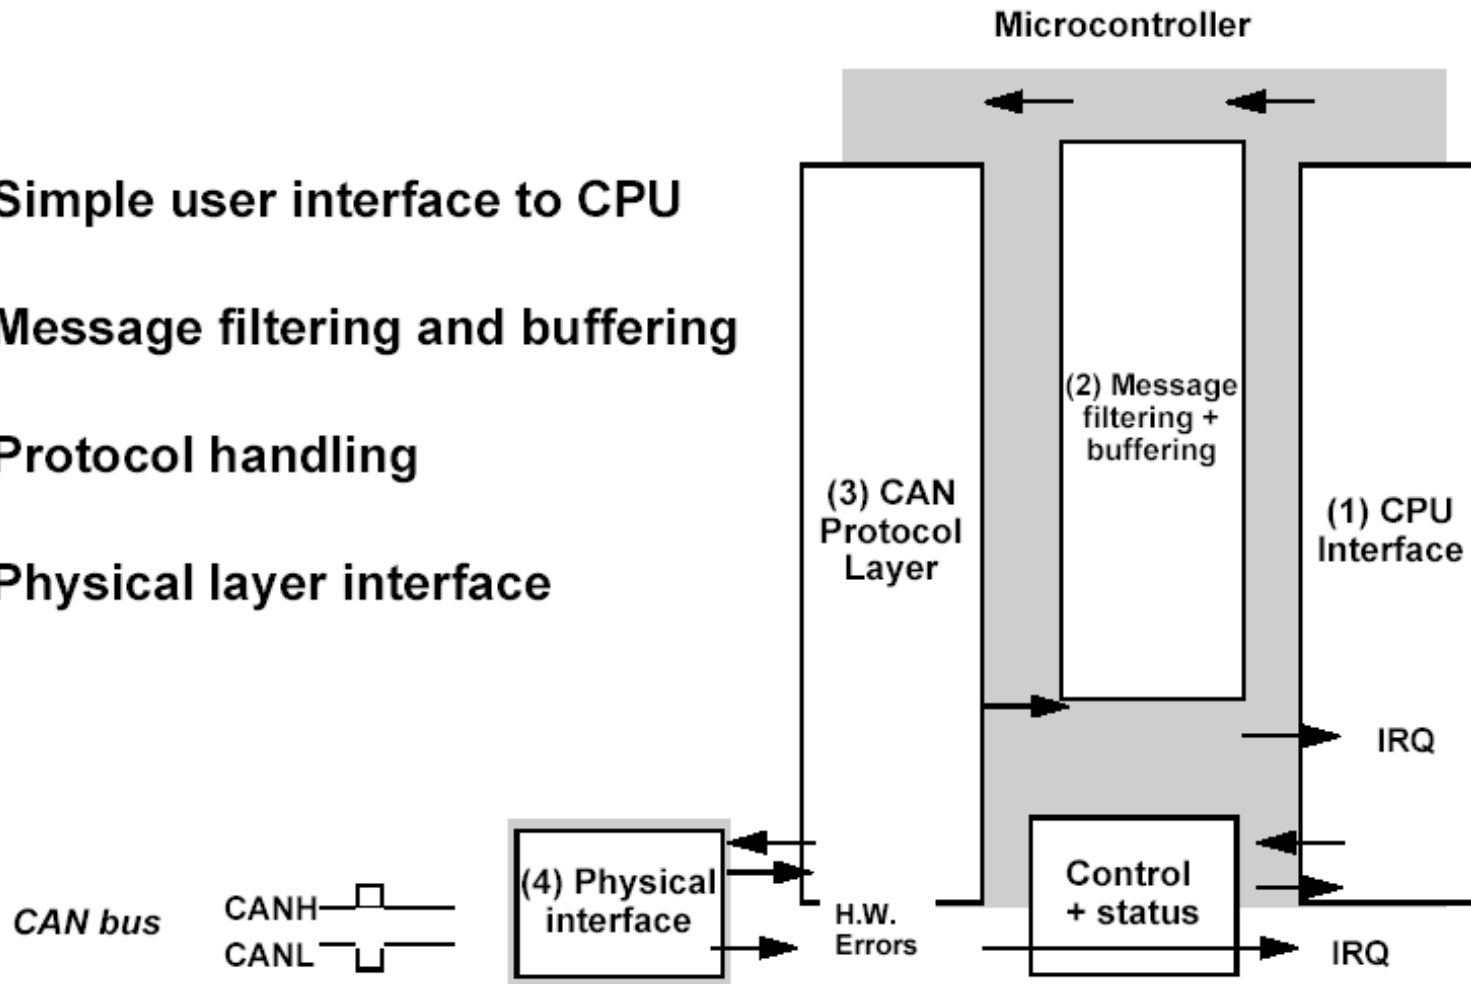 Microcontroller
Simple user interface to CPU
Message filtering and buffering
Protocol handling
Physical layer interface
(2) Message
filtering +
buffering
(3) CAN
Protocol
Layer
(1) CPU
Interface
IRQ
(4) Physical
interface
Control
+ status
H.W.
Errors
IRQ
CAN bus
CANH
CANL